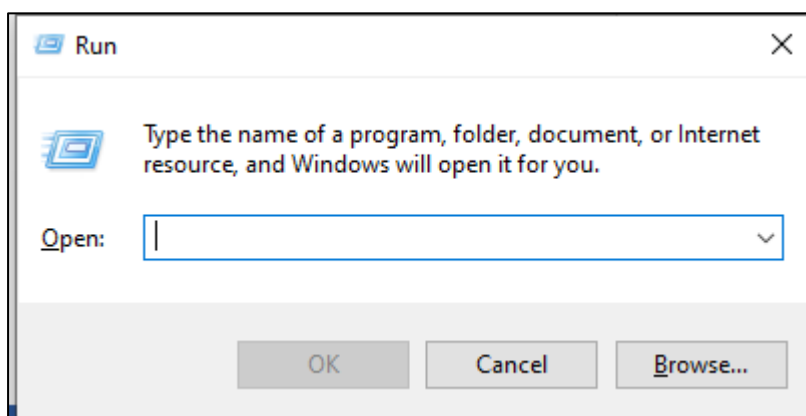 Run
Type the name of a program, folder, document, or Internet
resource, and Windows will open it for you.
Open:
OK Cancel Browse...